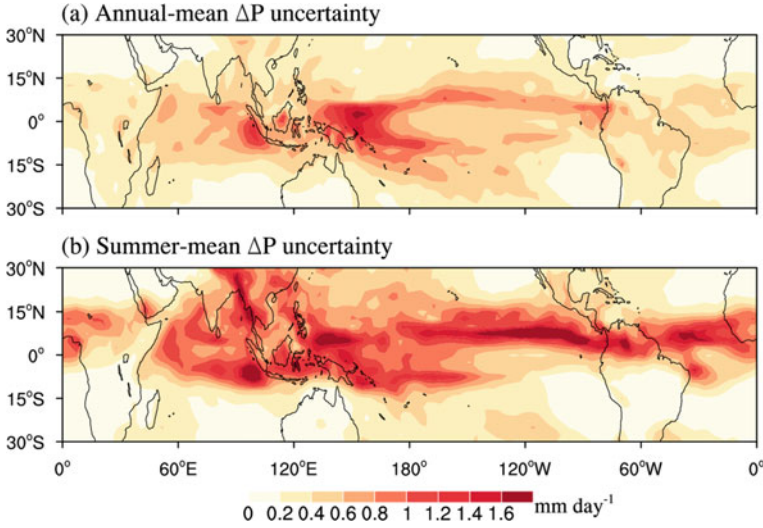 (a) Annual-mean ΔP uncertainty
30°N
15°N
0°
15°S
30°S
(b) Summer-mean ΔP uncertainty
30°N
15°N
0°
15°S
30°S
0° 60°E 120°E 180° 120°W 60°W 0°
0 0.2 0.4 0.6 0.8 1 1.2 1.4 1.6 mm day⁻¹